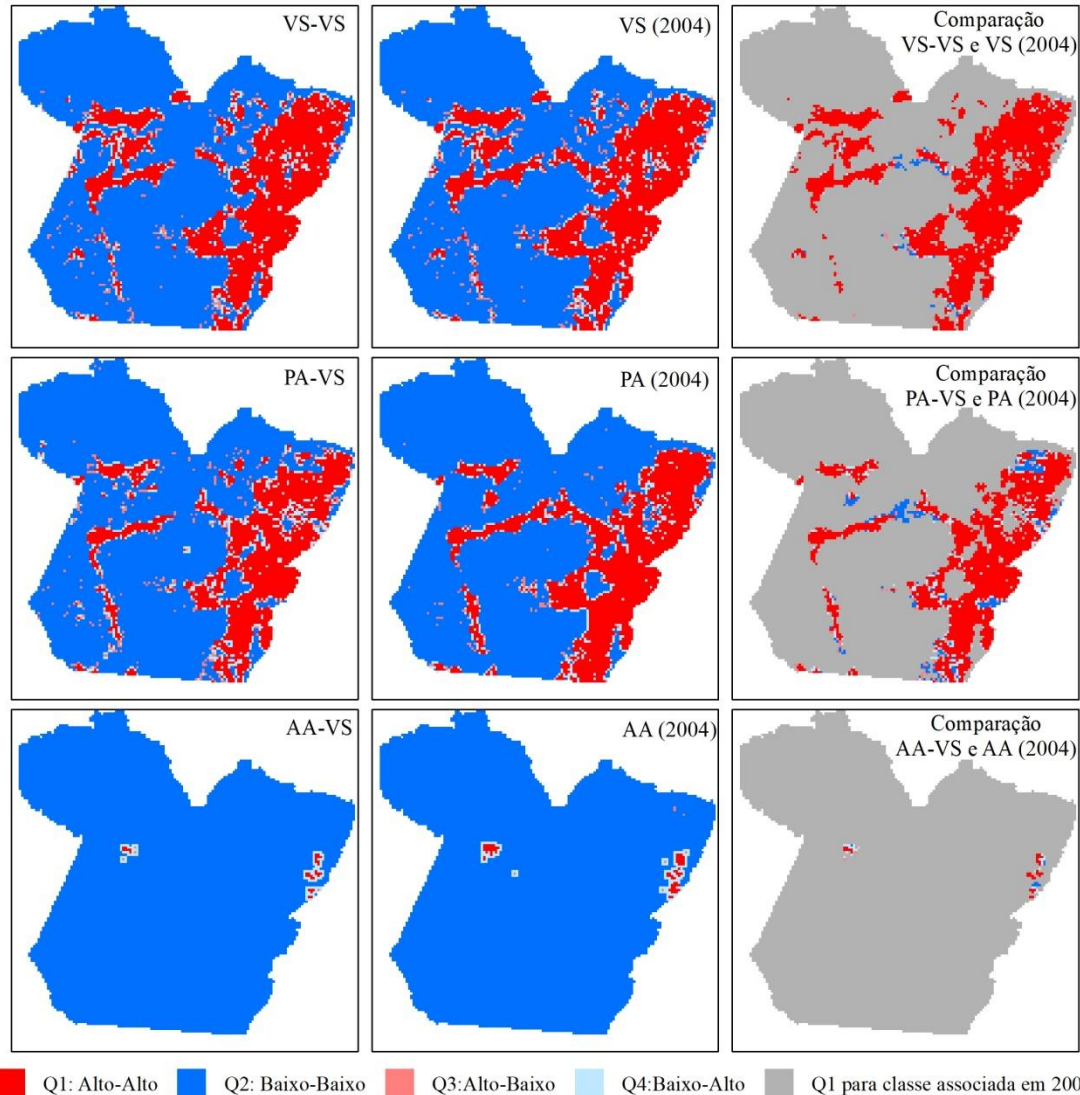 VS-VS
VS (2004)
Comparação
VS-VS e VS (2004)
PA-VS
PA (2004)
Comparação
PA-VS e PA (2004)
AA-VS
AA (2004)
Comparação
AA-VS e AA (2004)
Q1: Alto-Alto
Q2: Baixo-Baixo
Q3:Alto-Baixo
Q4:Baixo-Alto
Q1 para classe associada em 200